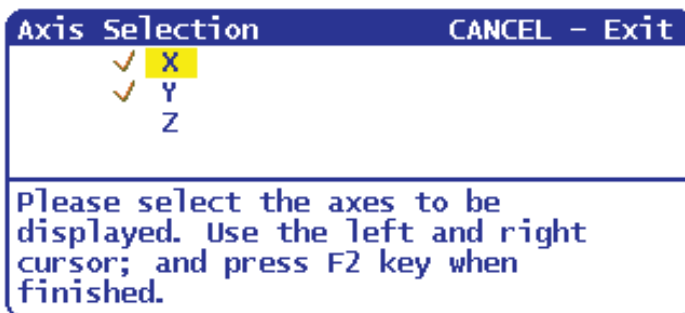 Axis Selection CANCEL - Exit
✓ X
✓ Y
Z
Please select the axes to be
displayed. Use the left and right
cursor; and press F2 key when
finished.